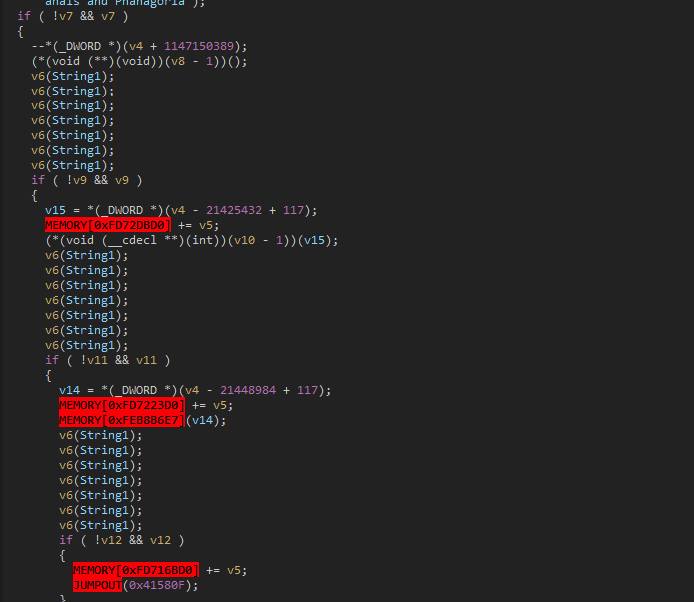 anais and Phanagoria");
if ( !v7 && v7 )
{
--*(_DWORD *)(v4 + 1147150389);
(*(void (**)(void))(v8 - 1))();
v6(String1);
v6(String1);
v6(String1);
v6(String1);
v6(String1);
v6(String1);
v6(String1);
if ( !v9 && v9 )
{
v15 = *(_DWORD *)(v4 - 21425432 + 117);
MEMORY[0xFD72DBD0] += v5;
(*(void (__cdecl **)(int))(v10 - 1))(v15);
v6(String1);
v6(String1);
v6(String1);
v6(String1);
v6(String1);
v6(String1);
v6(String1);
if ( !v11 && v11 )
{
v14 = *(_DWORD *)(v4 - 21448984 + 117);
MEMORY[0xFD7223D0] += v5;
MEMORY[0xFEB8B6E7](v14);
v6(String1);
v6(String1);
v6(String1);
v6(String1);
v6(String1);
v6(String1);
v6(String1);
if ( !v12 && v12 )
{
MEMORY[0xFD716BD0] += v5;
JUMPOUT(0x41580F);
}